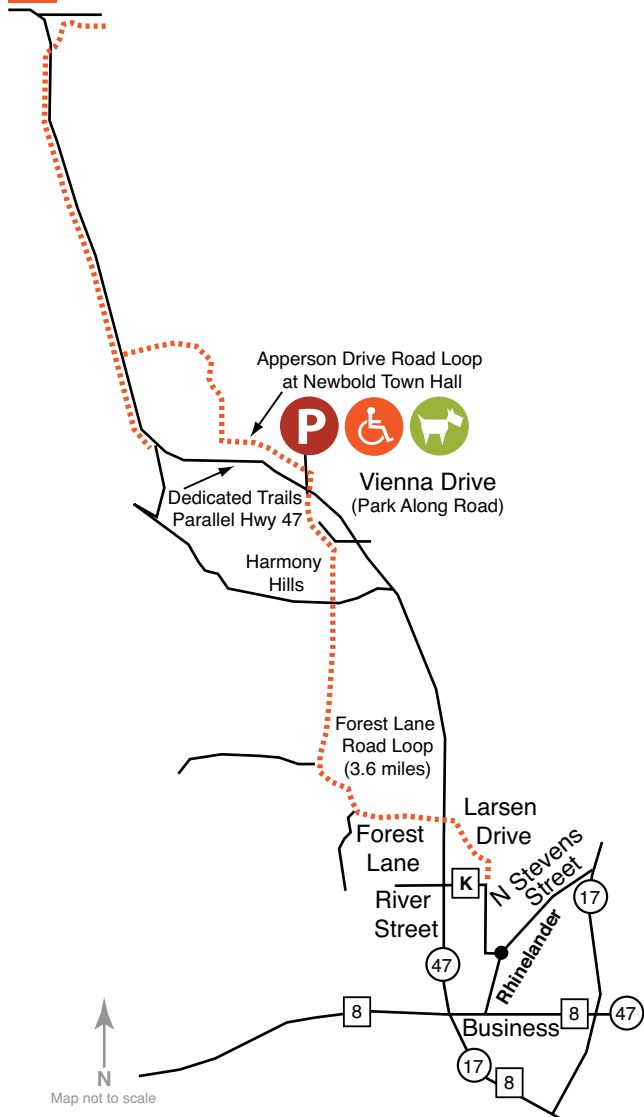 Apperson Drive Road Loop
at Newbold Town Hall
P
Vienna Drive
(Park Along Road)
Dedicated Trails
Parallel Hwy 47
Harmony
Hills
Forest Lane
Road Loop
(3.6 miles)
Larsen
Drive
Forest
Lane
N Stevens
Street
K
River
Street
17
Rhinelander
47
8
Business
8
47
17
8
N
Map not to scale